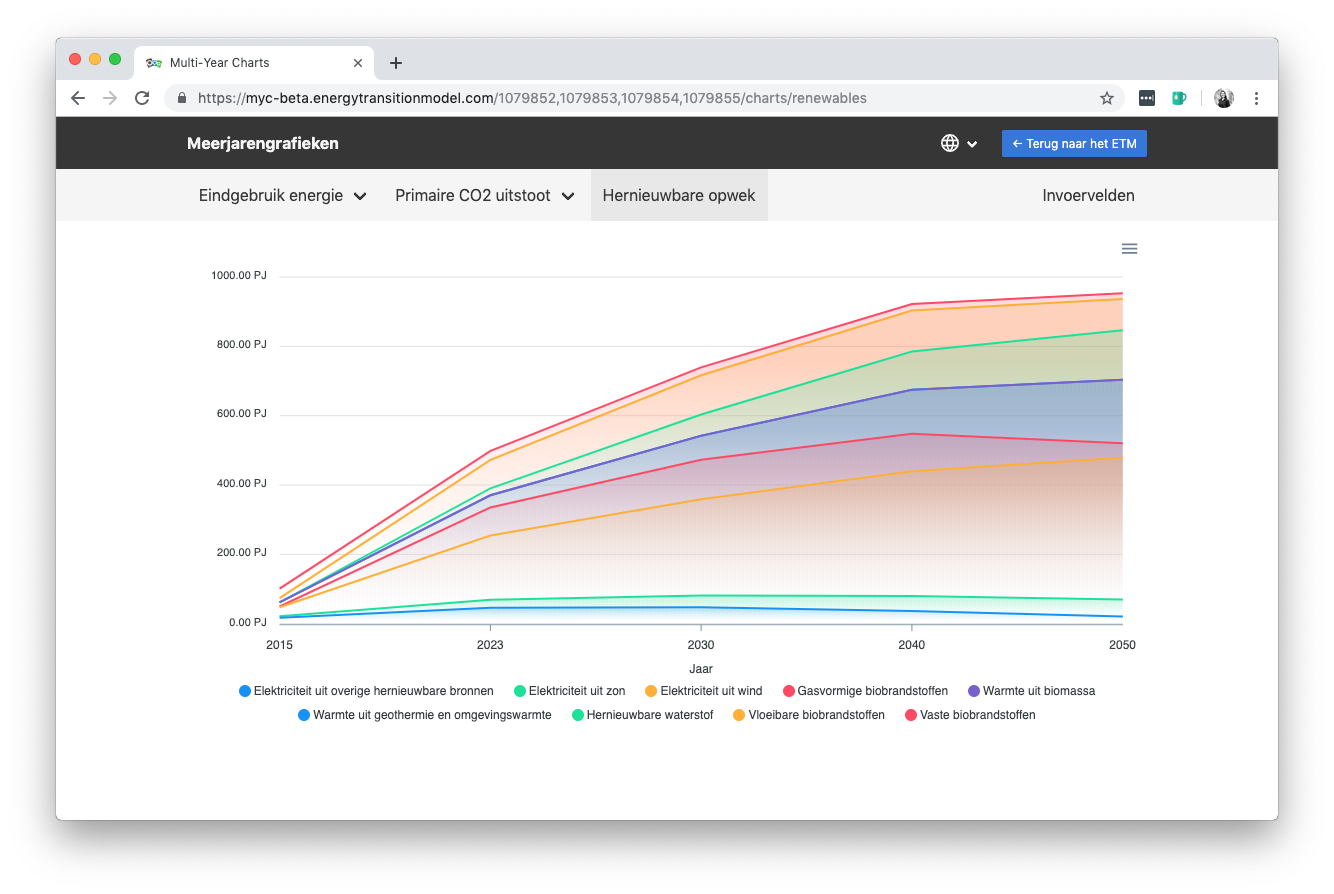 Multi-Year Charts
https://myc-beta.energytransitionmodel.com/1079852,1079853,1079854,1079855/charts/renewables
Meerjarengrafieken
← Terug naar het ETM
Eindgebruik energie Primaire CO2 uitstoot Hernieuwbare opwek Invoervelden
1000.00 PJ
800.00 PJ
600.00 PJ
400.00 PJ
200.00 PJ
0.00 PJ
2015 2023 2030 2040 2050
Jaar
Elektriciteit uit overige hernieuwbare bronnen Elektriciteit uit zon Elektriciteit uit wind Gasvormige biobrandstoffen Warmte uit biomassa
Warmte uit geothermie en omgevingswarmte Hernieuwbare waterstof Vloeibare biobrandstoffen Vaste biobrandstoffen